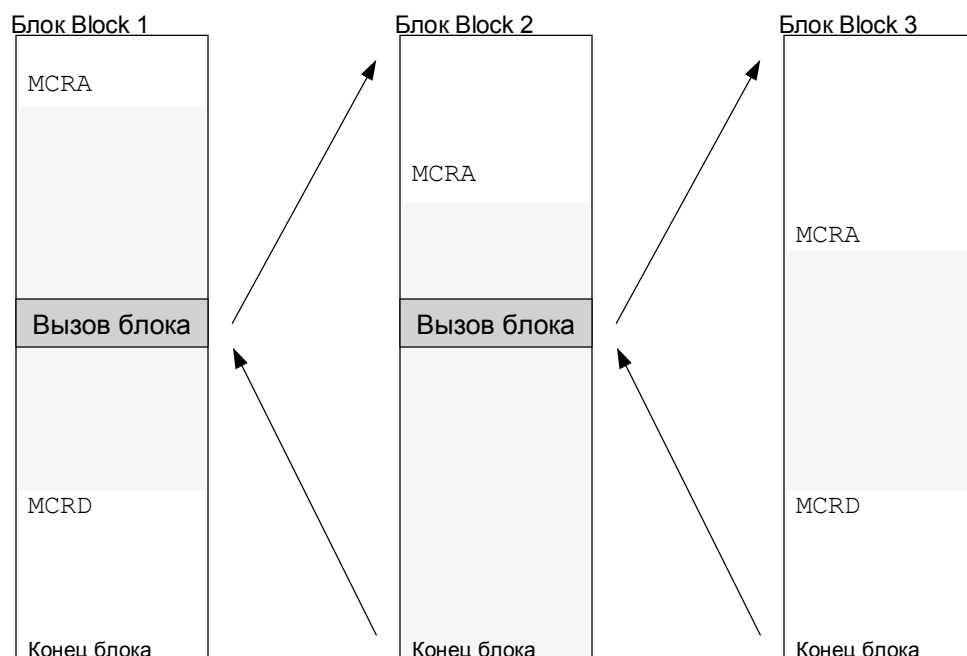 Блок Block 1
MCRA
Вызов блока
MCRD
Конец блока
Блок Block 2
MCRA
Вызов блока
Конец блока
Блок Block 3
MCRA
MCRD
Конец блока